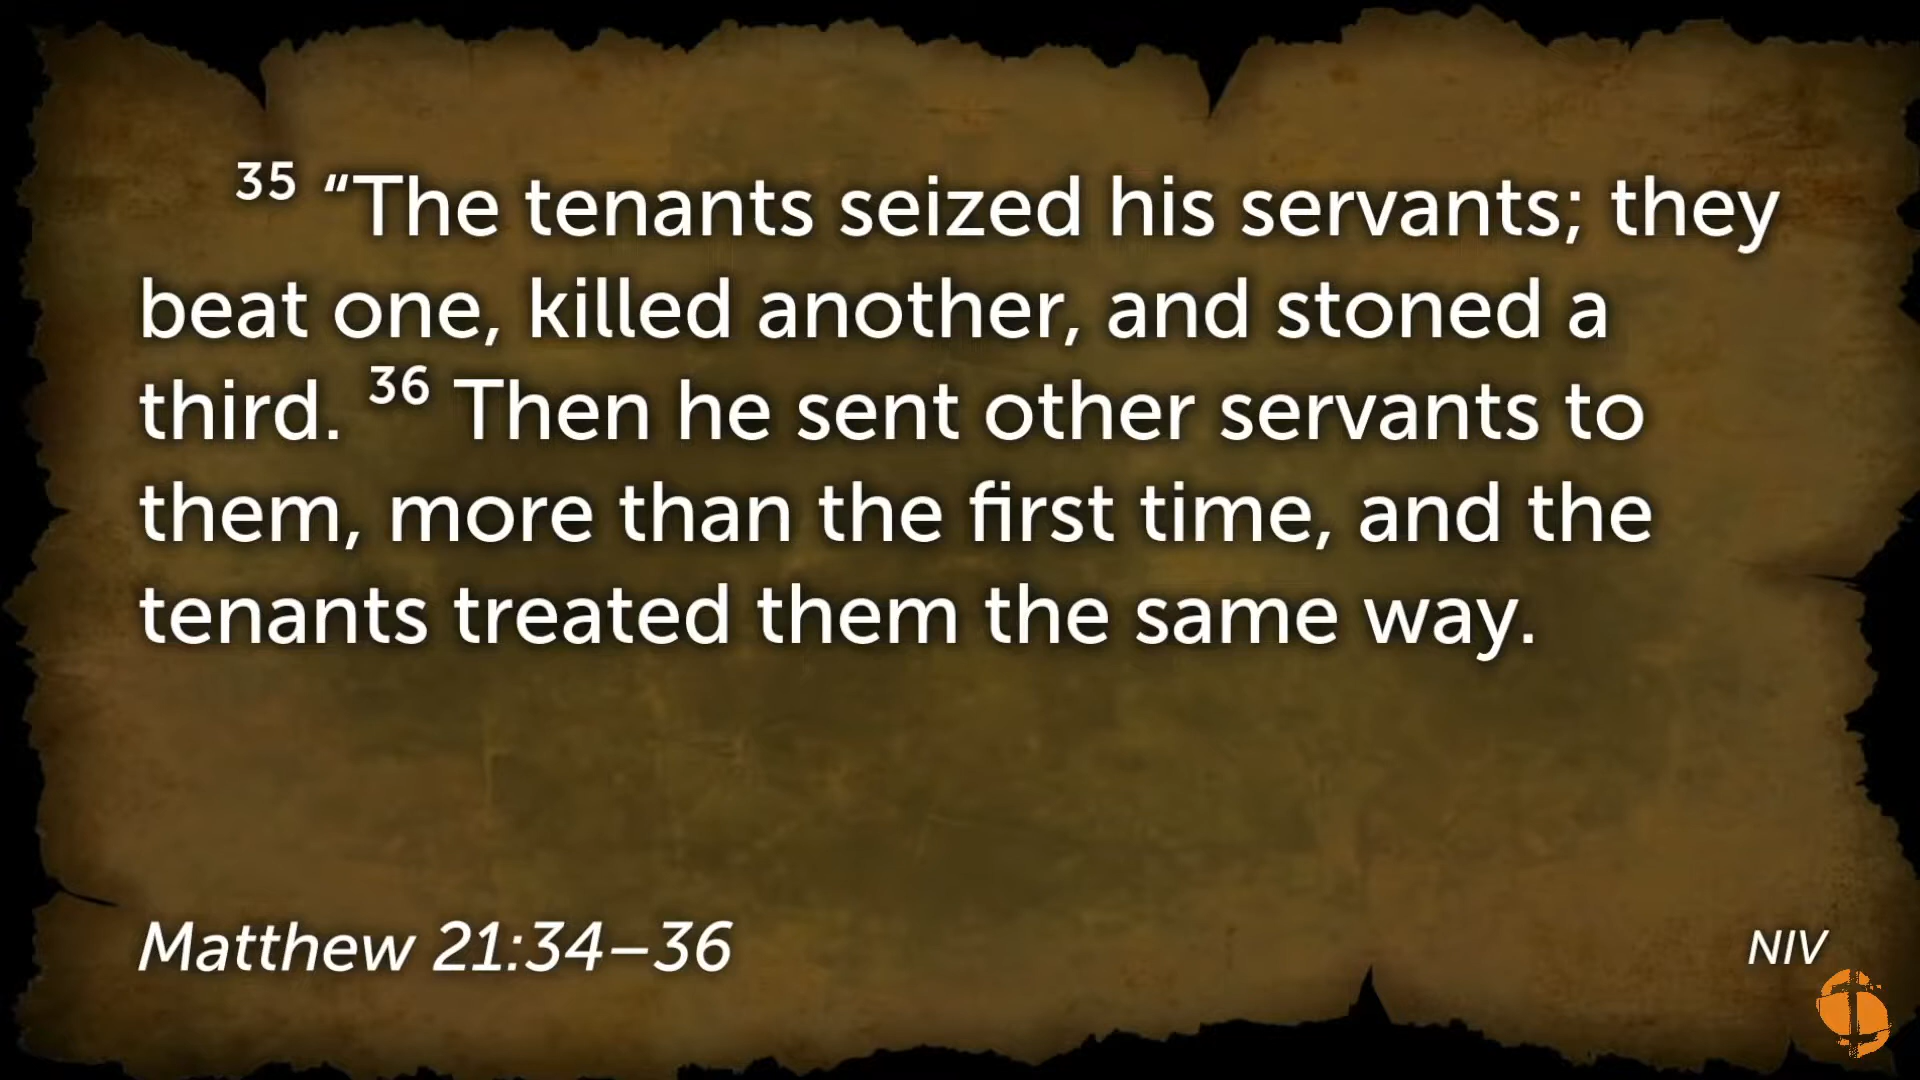 35 “The tenants seized his servants; they
beat one, killed another, and stoned a
third. 36 Then he sent other servants to
them, more than the first time, and the
tenants treated them the same way.
Matthew 21:34–36
NIV